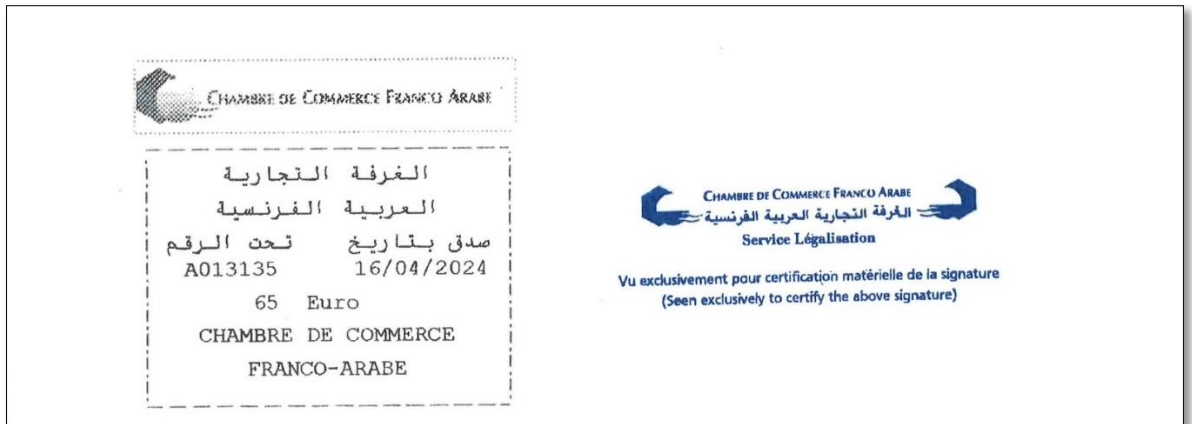 CHAMBRE DE COMMERCE FRANCO ARABE
الغرفة التجارية
العربية الفرنسية
صدق بتاريخ تحت الرقم
A013135 16/04/2024
65 Euro
CHAMBRE DE COMMERCE
FRANCO-ARABE
CHAMBRE DE COMMERCE FRANCO ARABE
الغرفة التجارية العربية الفرنسية
Service Légalisation
Vu exclusivement pour certification matérielle de la signature
(Seen exclusively to certify the above signature)